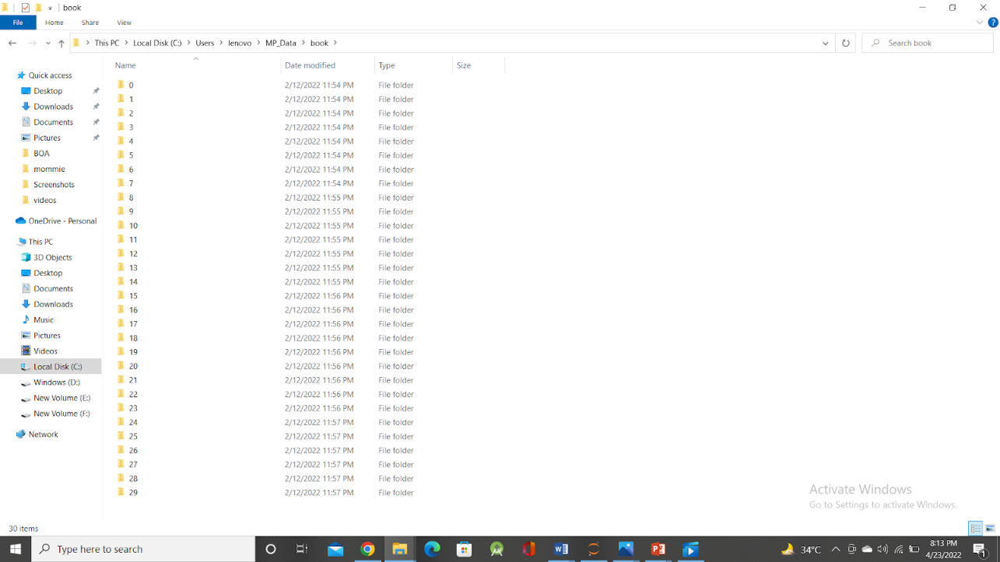 book
File Home Share View
This PC Local Disk (C:) Users lenovo MP_Data book
Search book
Name Date modified Type Size
Quick access
Desktop
Downloads
Documents
Pictures
BOA
mommie
Screenshots
videos
OneDrive - Personal
This PC
3D Objects
Desktop
Documents
Downloads
Music
Pictures
Videos
Local Disk (C:)
Windows (D:)
New Volume (E:)
New Volume (F:)
Network
0 2/12/2022 11:54 PM File folder
1 2/12/2022 11:54 PM File folder
2 2/12/2022 11:54 PM File folder
3 2/12/2022 11:54 PM File folder
4 2/12/2022 11:54 PM File folder
5 2/12/2022 11:54 PM File folder
6 2/12/2022 11:54 PM File folder
7 2/12/2022 11:54 PM File folder
8 2/12/2022 11:55 PM File folder
9 2/12/2022 11:55 PM File folder
10 2/12/2022 11:55 PM File folder
11 2/12/2022 11:55 PM File folder
12 2/12/2022 11:55 PM File folder
13 2/12/2022 11:55 PM File folder
14 2/12/2022 11:55 PM File folder
15 2/12/2022 11:56 PM File folder
16 2/12/2022 11:56 PM File folder
17 2/12/2022 11:56 PM File folder
18 2/12/2022 11:56 PM File folder
19 2/12/2022 11:56 PM File folder
20 2/12/2022 11:56 PM File folder
21 2/12/2022 11:56 PM File folder
22 2/12/2022 11:56 PM File folder
23 2/12/2022 11:56 PM File folder
24 2/12/2022 11:57 PM File folder
25 2/12/2022 11:57 PM File folder
26 2/12/2022 11:57 PM File folder
27 2/12/2022 11:57 PM File folder
28 2/12/2022 11:57 PM File folder
29 2/12/2022 11:57 PM File folder
Activate Windows
Go to Settings to activate Windows.
30 items
Type here to search
34°C
8:13 PM
4/23/2022
1